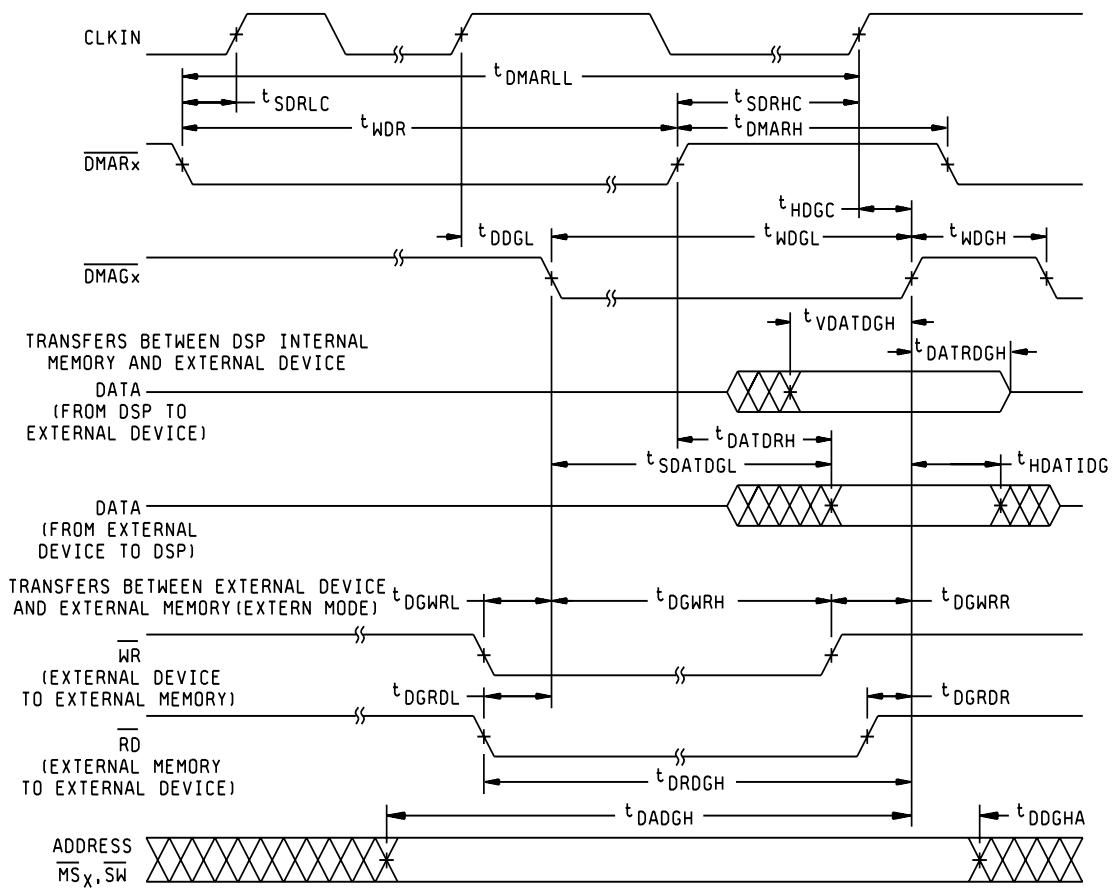 CLKIN
tDMARLL
tSDRLC
tSDRHC
tWDR
tDMARH
DMARx
tHDGC
tDDGL
tWDGL
tWDGH
DMAGx
tVDATDGH
TRANSFERS BETWEEN DSP INTERNAL
MEMORY AND EXTERNAL DEVICE
tDATRDGH
DATA
(FROM DSP TO
EXTERNAL DEVICE)
tDATDRH
tSDATDGL
tHDATIDG
DATA
(FROM EXTERNAL
DEVICE TO DSP)
TRANSFERS BETWEEN EXTERNAL DEVICE
AND EXTERNAL MEMORY(EXTERN MODE)
tDGWRL
tDGWRH
tDGWRR
WR
(EXTERNAL DEVICE
TO EXTERNAL MEMORY)
tDGRDL
tDGRDR
RD
(EXTERNAL MEMORY
TO EXTERNAL DEVICE)
tDRDGH
tDADGH
tDDGHA
ADDRESS
MSX,SW